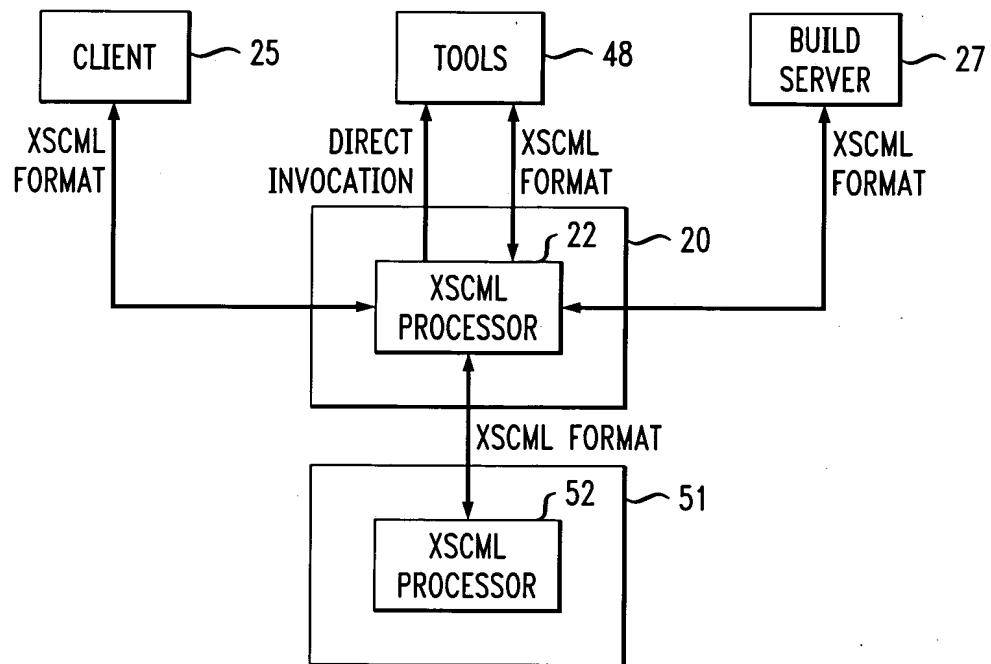 CLIENT
25
TOOLS
48
BUILD
SERVER
27
XSCML
FORMAT
DIRECT
INVOCATION
XSCML
FORMAT
XSCML
FORMAT
20
22
XSCML
PROCESSOR
XSCML FORMAT
51
52
XSCML
PROCESSOR